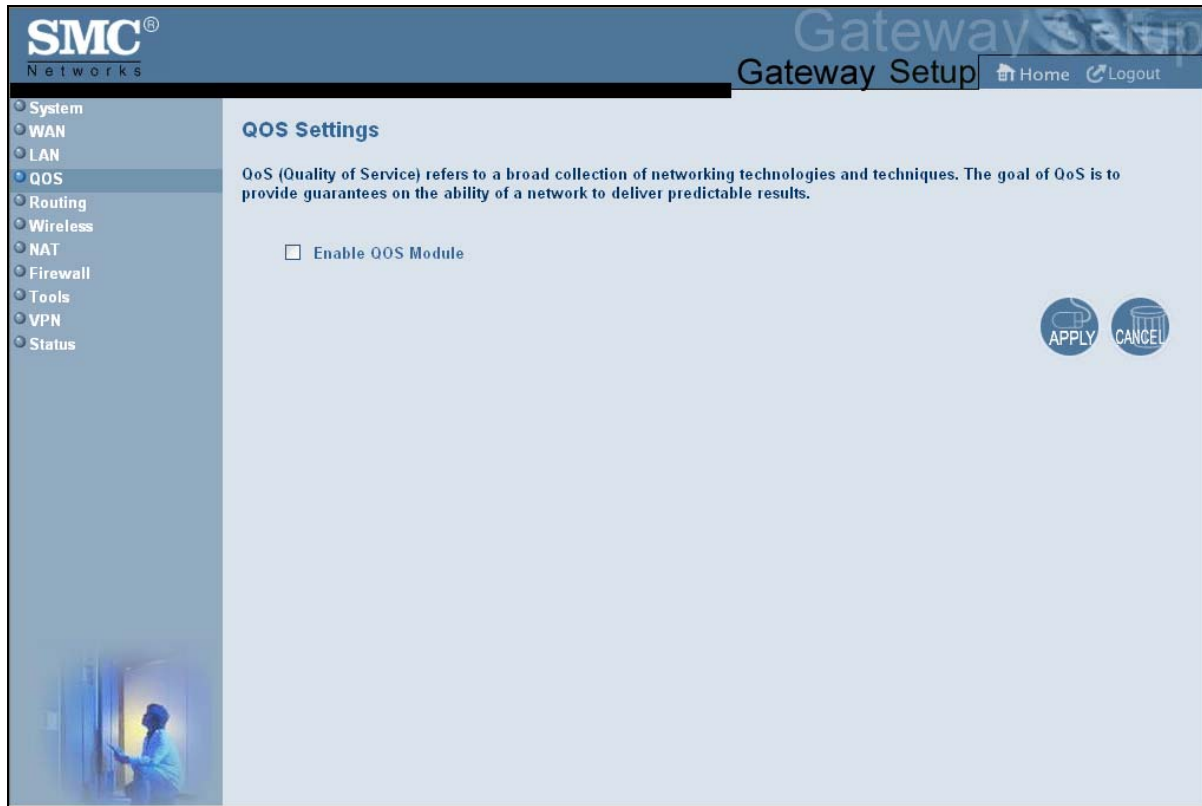 SMC®
Networks
Gateway Setup
Gateway Setup
Home
Logout
System
WAN
LAN
QOS
Routing
Wireless
NAT
Firewall
Tools
VPN
Status
QOS Settings
QoS (Quality of Service) refers to a broad collection of networking technologies and techniques. The goal of QoS is to
provide guarantees on the ability of a network to deliver predictable results.
Enable QOS Module
APPLY
CANCEL